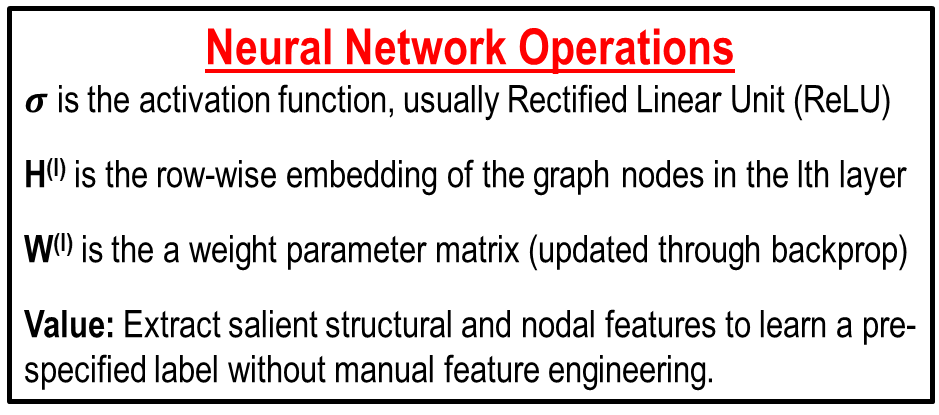 Neural Network Operations
σ is the activation function, usually Rectified Linear Unit (ReLU)
H⁽ˡ⁾ is the row-wise embedding of the graph nodes in the lth layer
W⁽ˡ⁾ is the a weight parameter matrix (updated through backprop)
Value: Extract salient structural and nodal features to learn a pre-
specified label without manual feature engineering.